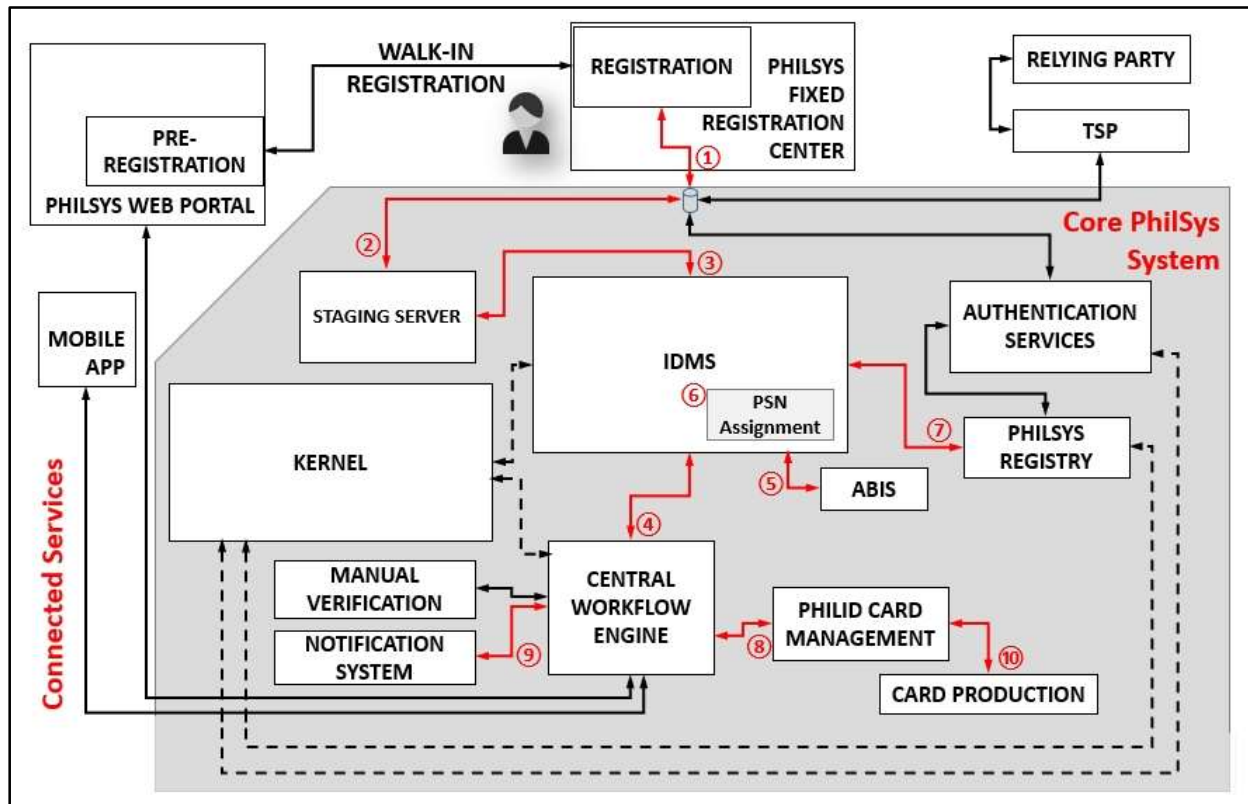 WALK-IN
REGISTRATION
REGISTRATION
PHILSYS
FIXED
REGISTRATION
CENTER
RELYING PARTY
TSP
PRE-
REGISTRATION
PHILSYS WEB PORTAL
①
Core PhilSys
System
②
③
STAGING SERVER
MOBILE
APP
IDMS
AUTHENTICATION
SERVICES
⑥
PSN
Assignment
⑦
PHILSYS
REGISTRY
KERNEL
⑤
ABIS
④
Connected Services
MANUAL
VERIFICATION
CENTRAL
WORKFLOW
ENGINE
PHILID CARD
MANAGEMENT
NOTIFICATION
SYSTEM
⑨
⑧
⑩
CARD PRODUCTION